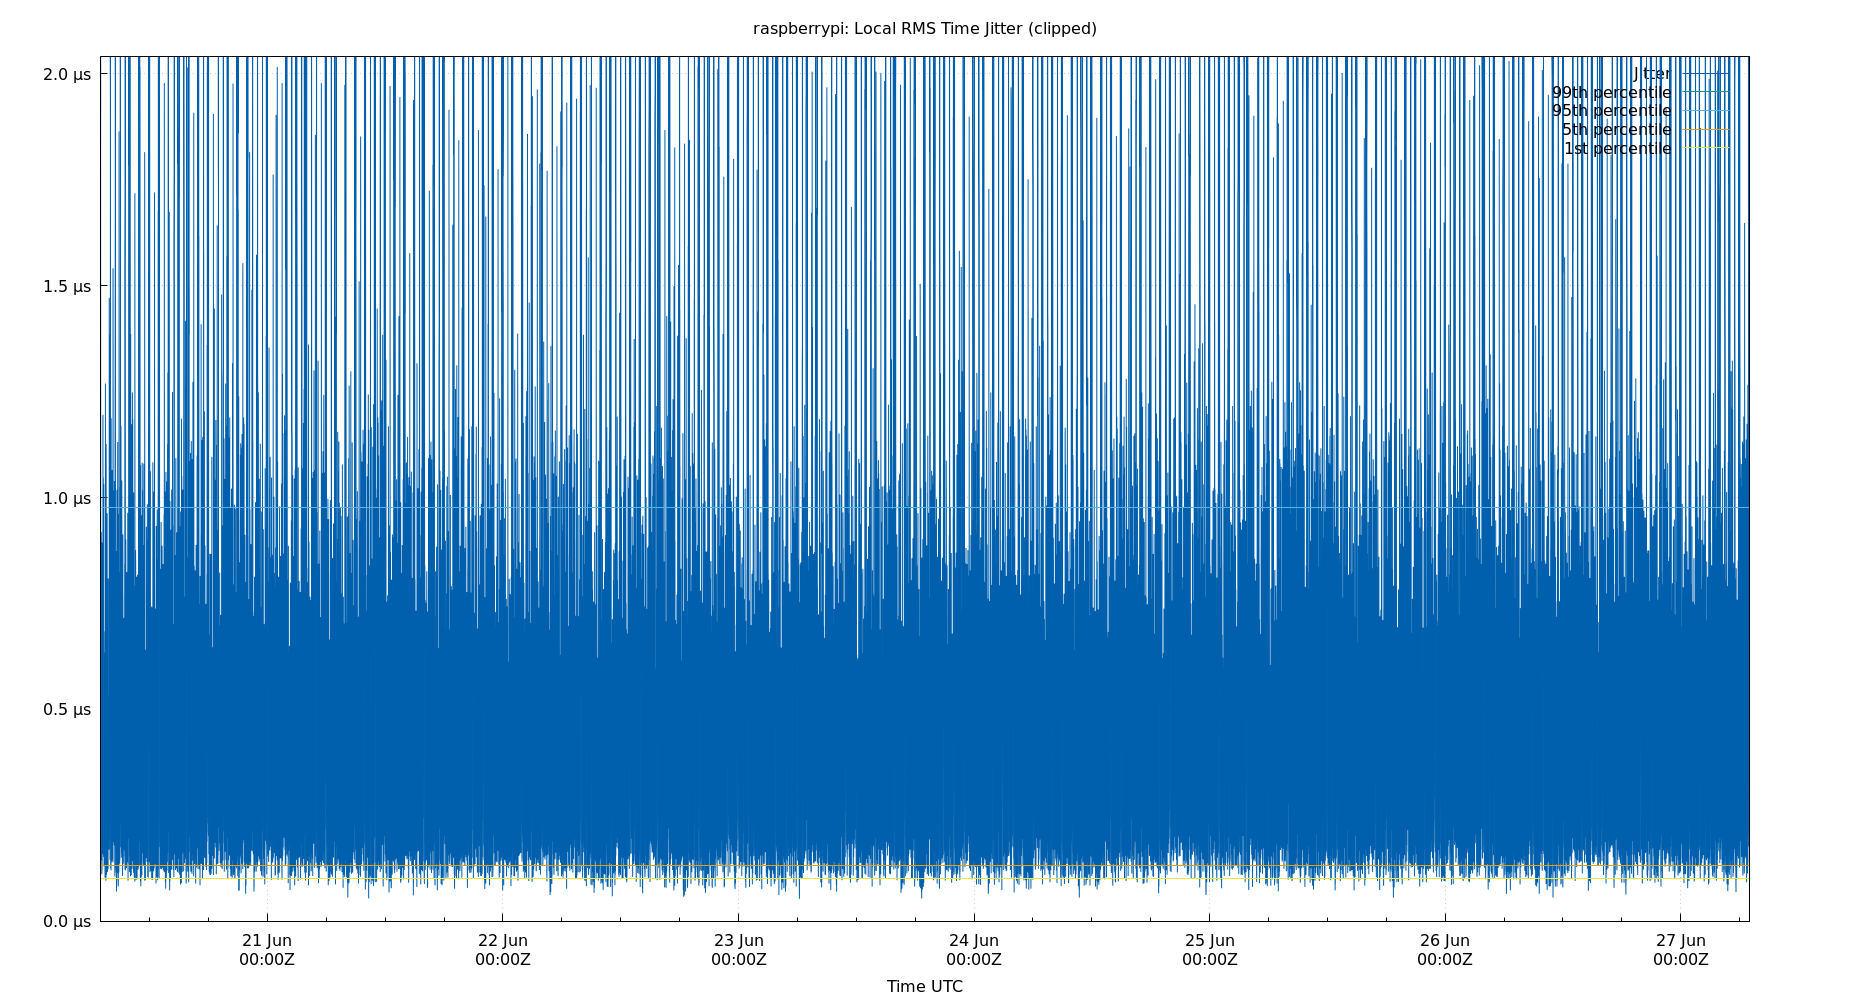 raspberrypi: Local RMS Time Jitter (clipped)
2.0 µs
Jitter
99th percentile
95th percentile
5th percentile
1st percentile
1.5 µs
1.0 µs
0.5 µs
0.0 µs
21 Jun 22 Jun 23 Jun 24 Jun 25 Jun 26 Jun 27 Jun
00:00Z 00:00Z 00:00Z 00:00Z 00:00Z 00:00Z 00:00Z
Time UTC